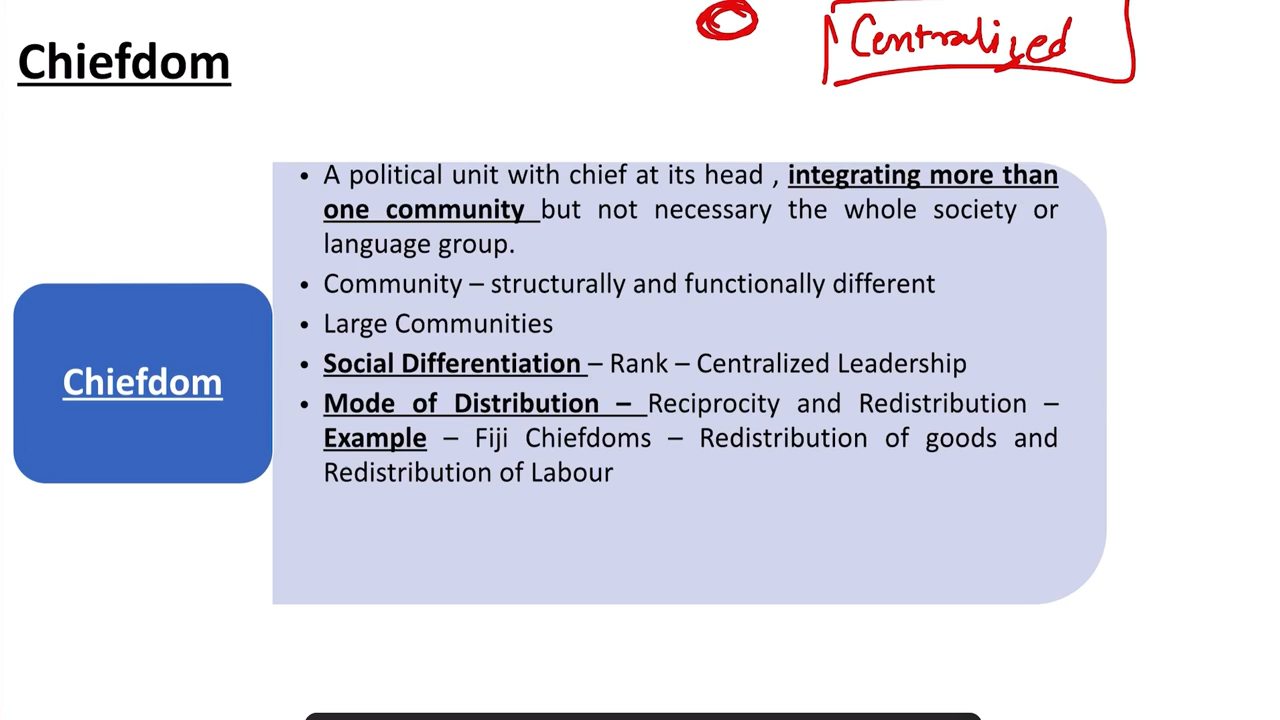 Centralized
Chiefdom
• A political unit with chief at its head , integrating more than
one community but not necessary the whole society or
language group.
• Community – structurally and functionally different
• Large Communities
Chiefdom
• Social Differentiation – Rank – Centralized Leadership
• Mode of Distribution – Reciprocity and Redistribution –
Example – Fiji Chiefdoms – Redistribution of goods and
Redistribution of Labour